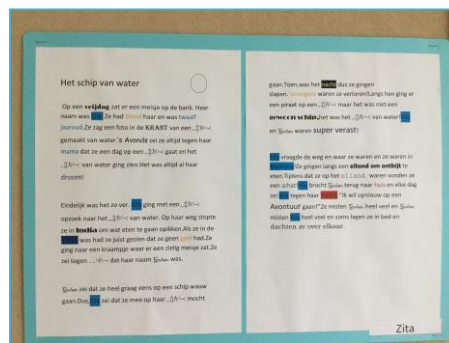 Het schip van water
Op een vrijdag zat er een meisje op de bank. Haar
naam was Ze had blond haar en was twaalf
jaaroud.Ze zag een foto in de KRANT van een
gemaakt van water.'s Avonds zei ze altijd tegen haar
mama dat ze een dag op een gaat en het
van water ging zien.Het was altijd al haar
droom!
Eindelijk was het zo ver. ging met een
opzoek naar het van water. Op haar weg stopte
ze in India om wat eten te gaan opikken.Als ze in de
was had ze juist gezien dat ze geen geld had.Ze
ging naar een kraampje waar er een zielig meisje zat.Ze
zei tegen dat haar naam was.
zei dat ze heel graag eens op een schip wouw
gaan.Dus, zei dat ze men op haar mocht
gaan.Toen,was het nacht dus ze gingen
slapen. waren ze verloren!Langs hen ging er
een piraat op een maar het was niet een
gewoon schip,het was het van water!
en waren super verast!
vraagde de weg en waar ze waren en ze waren in
Ze gingen langs een eiland om ontbijt te
eten.Tijdens dat ze op het eiland waren vonden ze
een schat! brocht terug naar huis en elke dag
zei tegen haar "Ik wil opnieuw op een
Avontuur gaan!"Ze misten heel veel en
misten heel veel en soms lagen ze in bed en
dachten ze over elkaar.
Zita